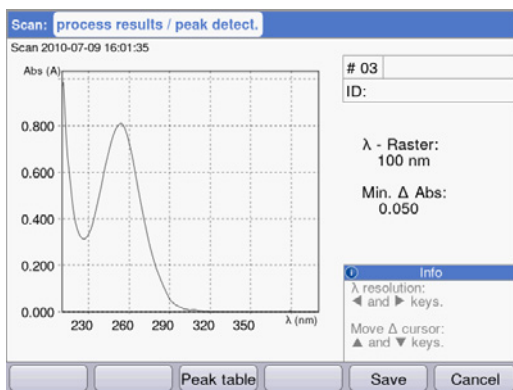 Scan: process results / peak detect.
Scan 2010-07-09 16:01:35
Abs (A)
# 03
ID:
0.800
0.600
0.400
0.200
0.000
230 260 290 320 350 λ (nm)
λ - Raster:
100 nm
Min. Δ Abs:
0.050
Info
λ resolution:
◀ and ▶ keys.
Move Δ cursor:
▲ and ▼ keys.
Peak table Save Cancel